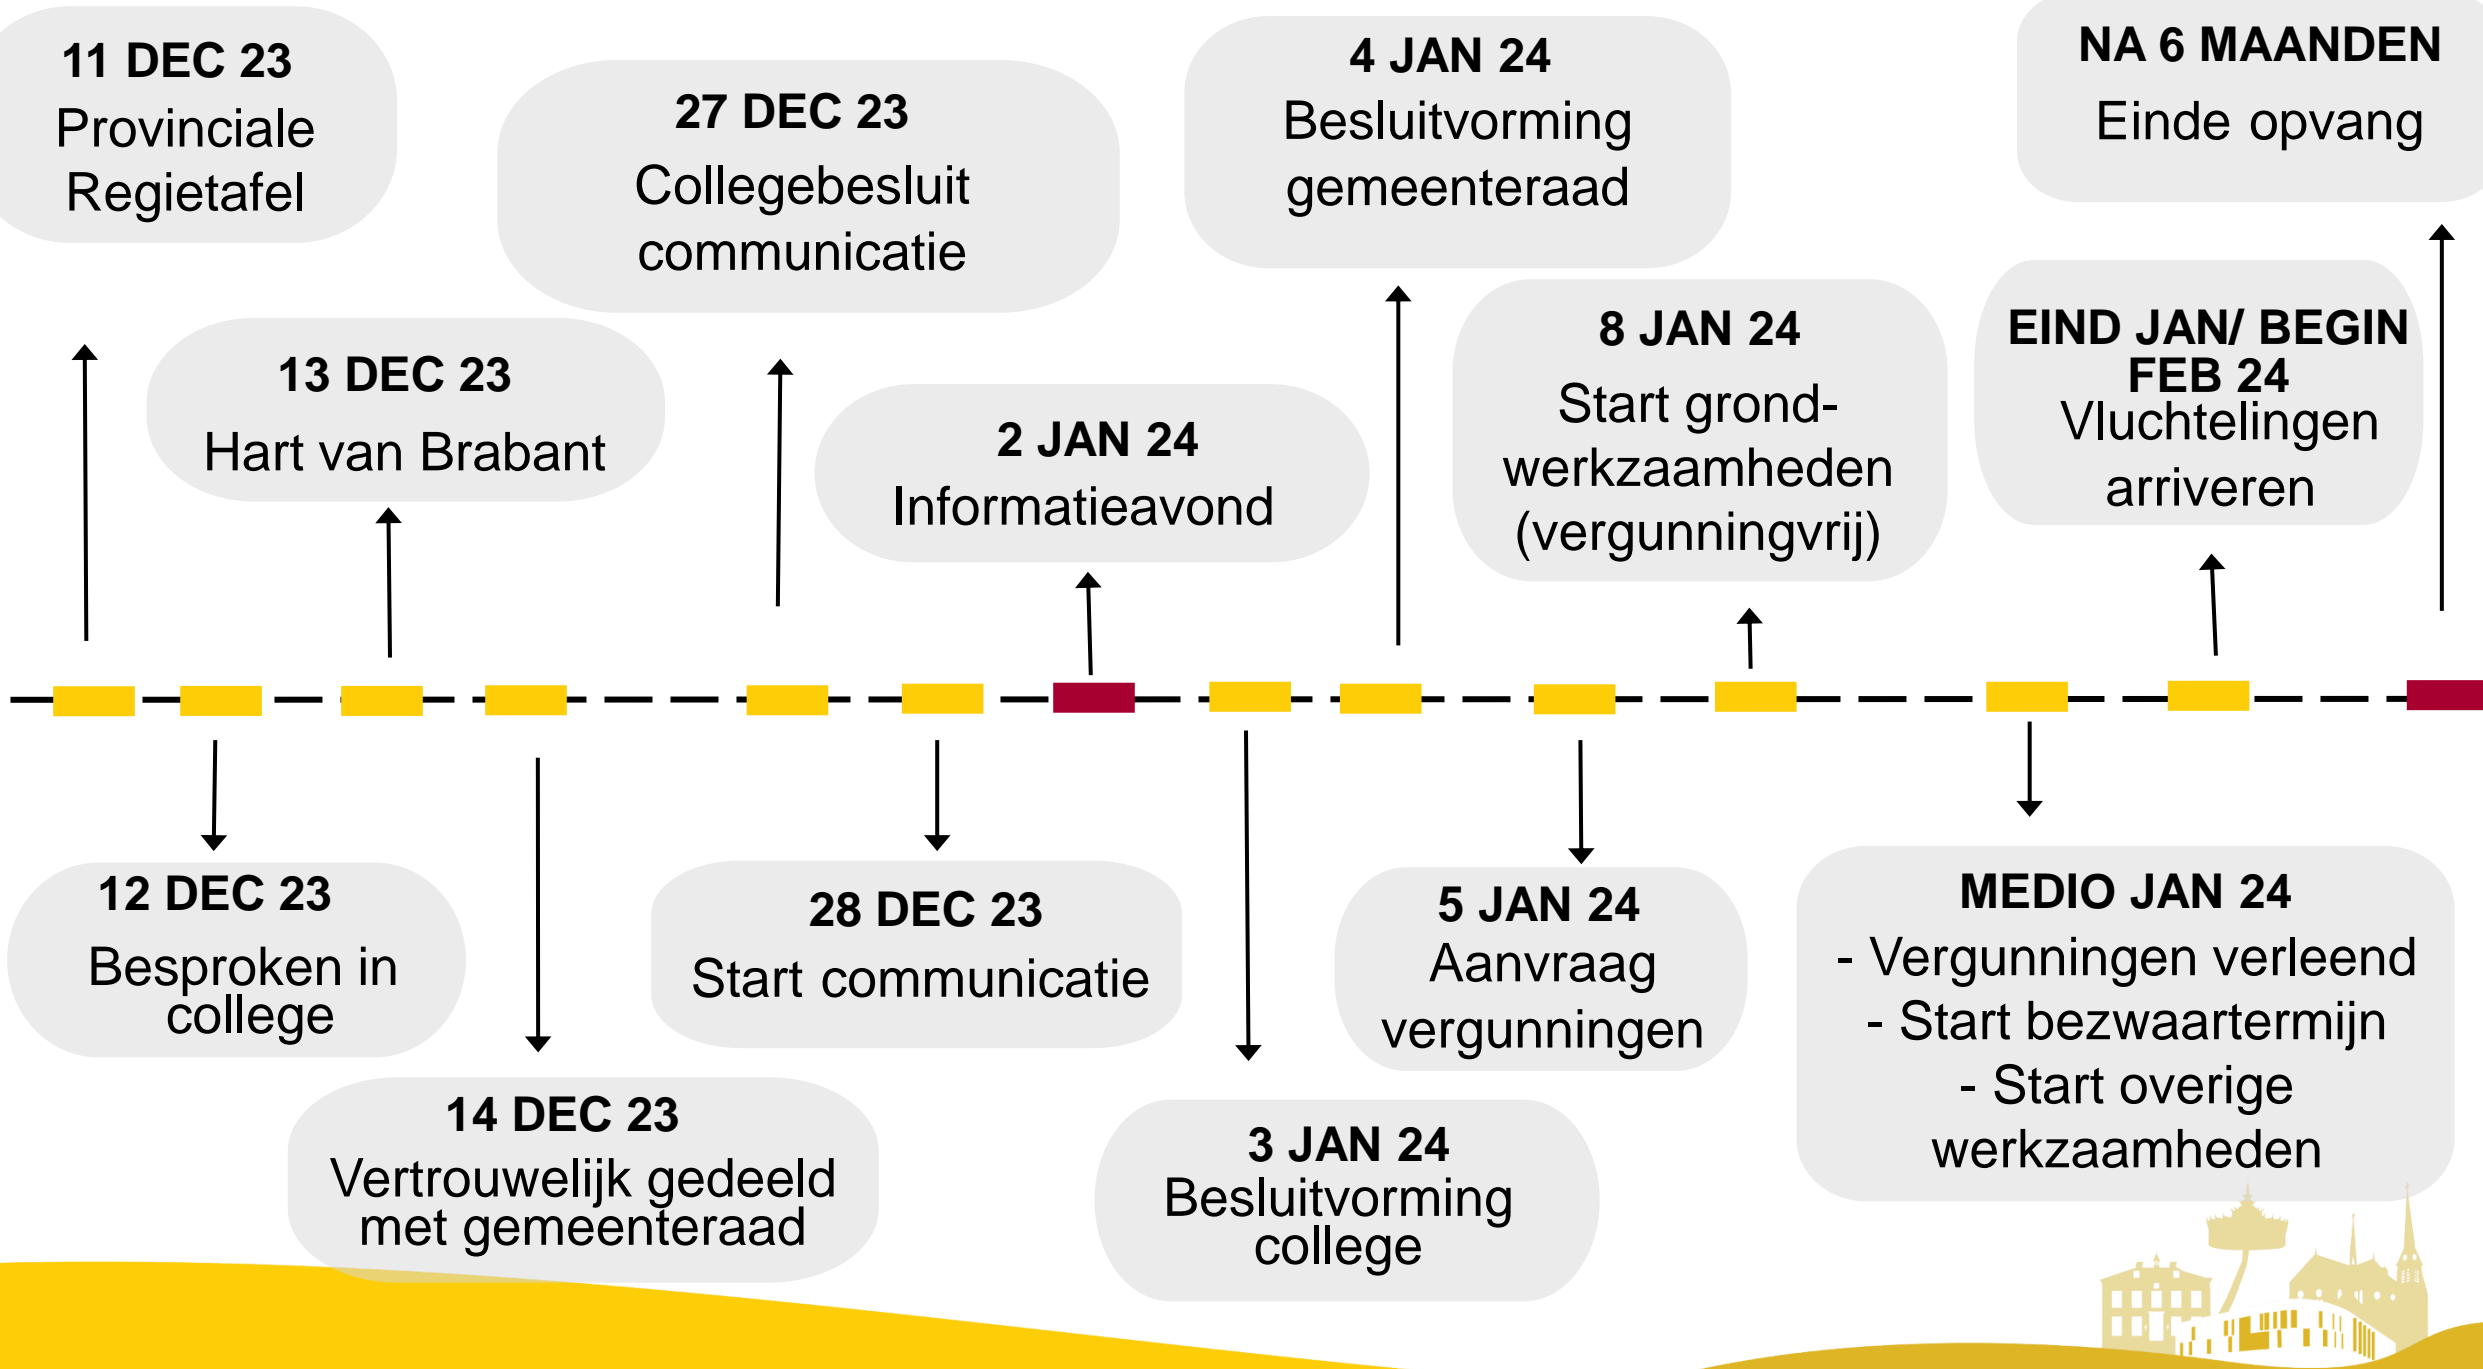 11 DEC 23
Provinciale
Regietafel
12 DEC 23
Besproken in
college
13 DEC 23
Hart van Brabant
14 DEC 23
Vertrouwelijk gedeeld
met gemeenteraad
27 DEC 23
Collegebesluit
communicatie
28 DEC 23
Start communicatie
2 JAN 24
Informatieavond
3 JAN 24
Besluitvorming
college
4 JAN 24
Besluitvorming
gemeenteraad
5 JAN 24
Aanvraag
vergunningen
8 JAN 24
Start grond-
werkzaamheden
(vergunningvrij)
MEDIO JAN 24
- Vergunningen verleend
- Start bezwaartermijn
- Start overige
werkzaamheden
EIND JAN/ BEGIN
FEB 24
Vluchtelingen
arriveren
NA 6 MAANDEN
Einde opvang